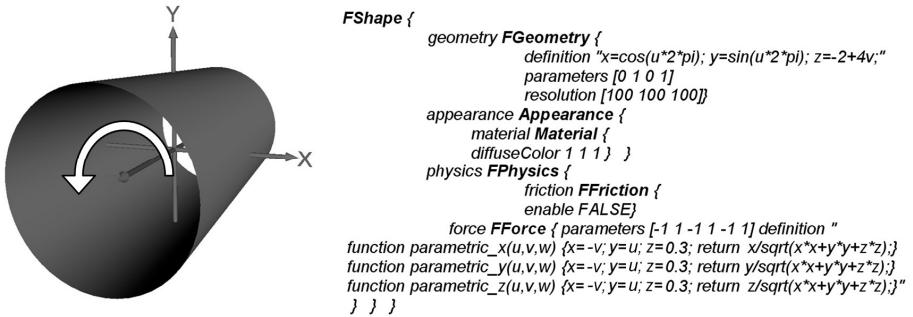 Y
X
FShape {
geometry FGeometry {
definition "x=cos(u*2*pi); y=sin(u*2*pi); z=-2+4v;"
parameters [0 1 0 1]
resolution [100 100 100]}
appearance Appearance {
material Material {
diffuseColor 1 1 1 } }
physics FPhysics {
friction FFriction {
enable FALSE}
force FForce { parameters [-1 1 -1 1 -1 1] definition "
function parametric_x(u,v,w) {x=-v; y=u; z=0.3; return x/sqrt(x*x+y*y+z*z);}
function parametric_y(u,v,w) {x=-v; y=u; z=0.3; return y/sqrt(x*x+y*y+z*z);}
function parametric_z(u,v,w) {x=-v; y=u; z=0.3; return z/sqrt(x*x+y*y+z*z);}"
} } }